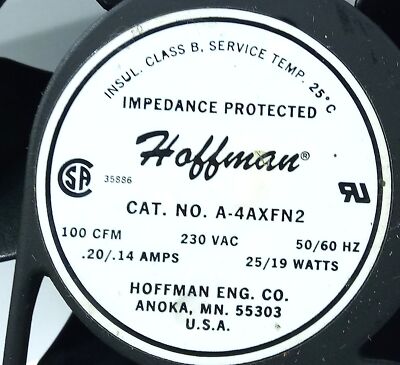 INSUL. CLASS B, SERVICE TEMP. 25°C
IMPEDANCE PROTECTED
Hoffman®
SA 35886
CAT. NO. A-4AXFN2
100 CFM 230 VAC 50/60 HZ
.20/.14 AMPS 25/19 WATTS
HOFFMAN ENG. CO.
ANOKA, MN. 55303
U.S.A.